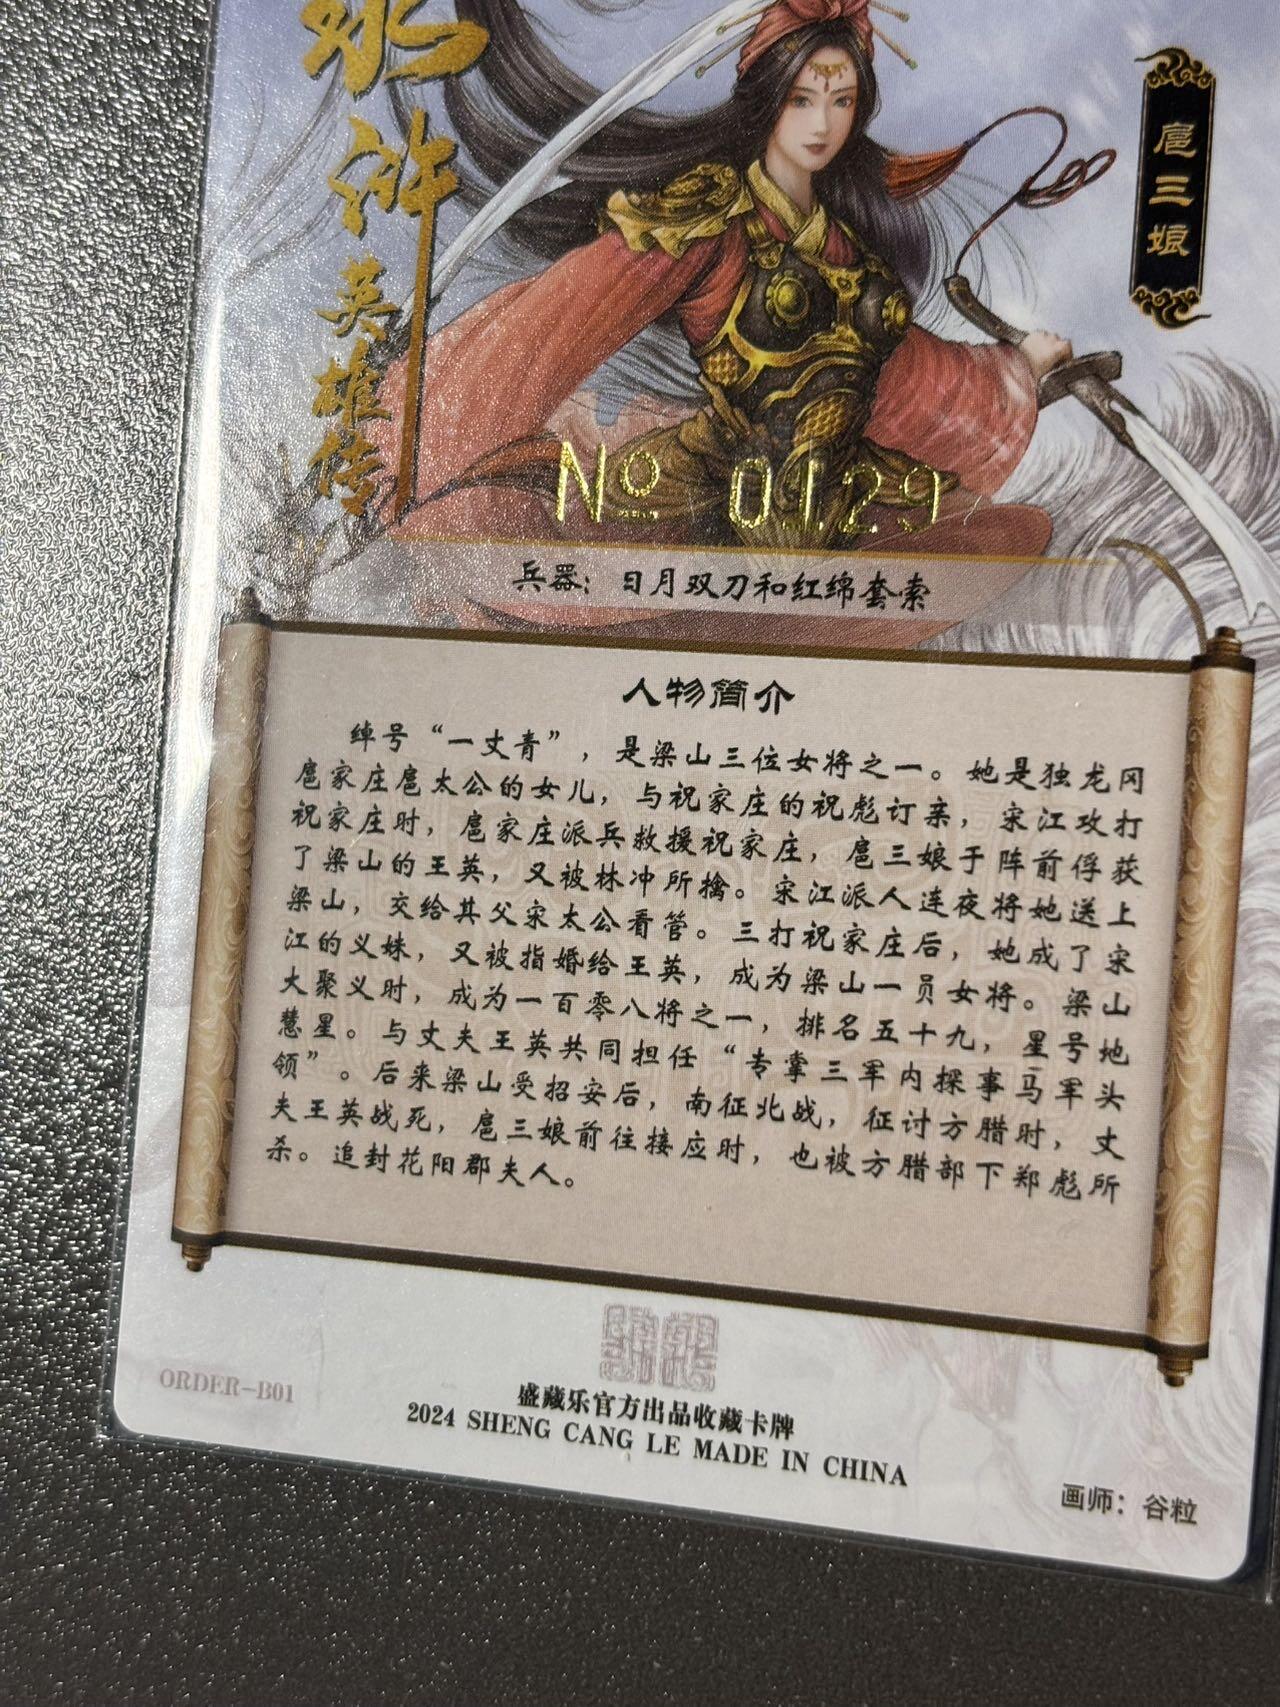 水浒英雄传
扈三娘
No 0129
兵器：日月双刀和红绵套索
人物简介
绰号“一丈青”，是梁山三位女将之一。她是独龙冈
扈家庄扈太公的女儿，与祝家庄的祝彪订亲，宋江攻打
祝家庄时，扈家庄派兵救援祝家庄，扈三娘于阵前俘获
了梁山的王英，又被林冲所擒。宋江派人连夜将她送上
梁山，交给其父宋太公看管。三打祝家庄后，她成了宋
江的义妹，又被指婚给王英，成为梁山一员女将。梁山
大聚义时，成为一百零八将之一，排名五十九，星号地
慧星。与丈夫王英共同担任“专掌三军内探事马军头
领”。后来梁山受招安后，南征北战，征讨方腊时，丈
夫王英战死，扈三娘前往接应时，也被方腊部下郑彪所
杀。追封花阳郡夫人。
ORDER-B01
盛藏乐官方出品收藏卡牌
2024 SHENG CANG LE MADE IN CHINA
画师：谷粒